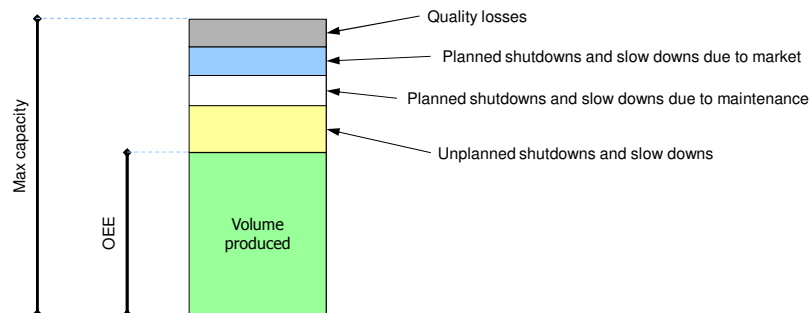 Quality losses
Planned shutdowns and slow downs due to market
Planned shutdowns and slow downs due to maintenance
Unplanned shutdowns and slow downs
Max capacity
OEE
Volume
produced